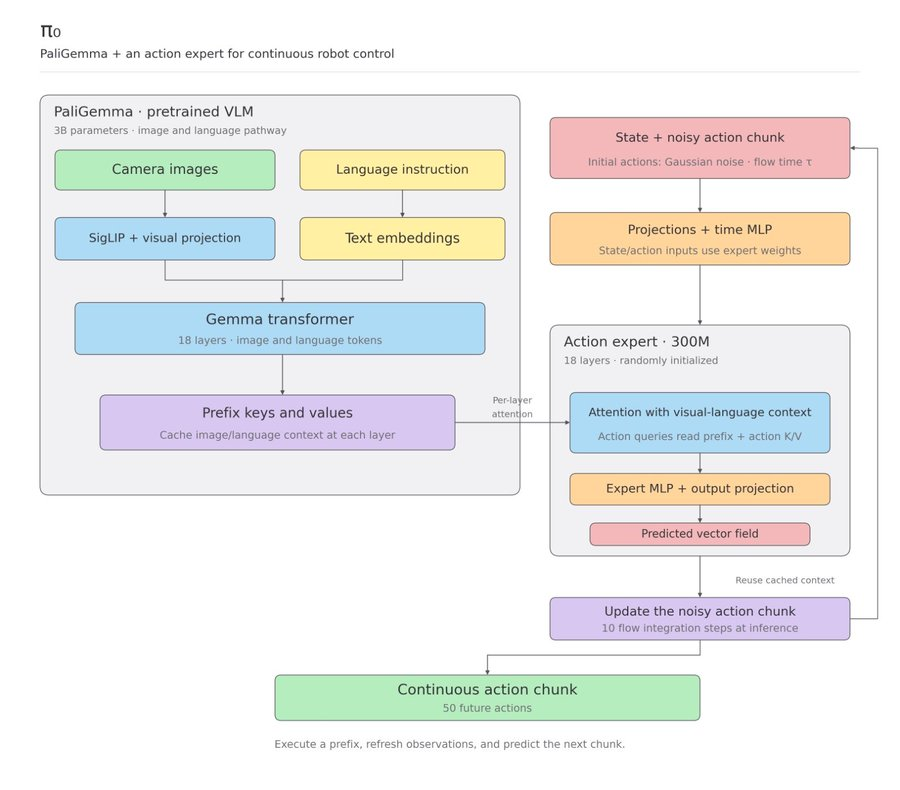 π₀
PaliGemma + an action expert for continuous robot control
PaliGemma · pretrained VLM
3B parameters · image and language pathway
Camera images
Language instruction
SigLIP + visual projection
Text embeddings
Gemma transformer
18 layers · image and language tokens
Prefix keys and values
Cache image/language context at each layer
Per-layer
attention
State + noisy action chunk
Initial actions: Gaussian noise · flow time τ
Projections + time MLP
State/action inputs use expert weights
Action expert · 300M
18 layers · randomly initialized
Attention with visual-language context
Action queries read prefix + action K/V
Expert MLP + output projection
Predicted vector field
Reuse cached context
Update the noisy action chunk
10 flow integration steps at inference
Continuous action chunk
50 future actions
Execute a prefix, refresh observations, and predict the next chunk.